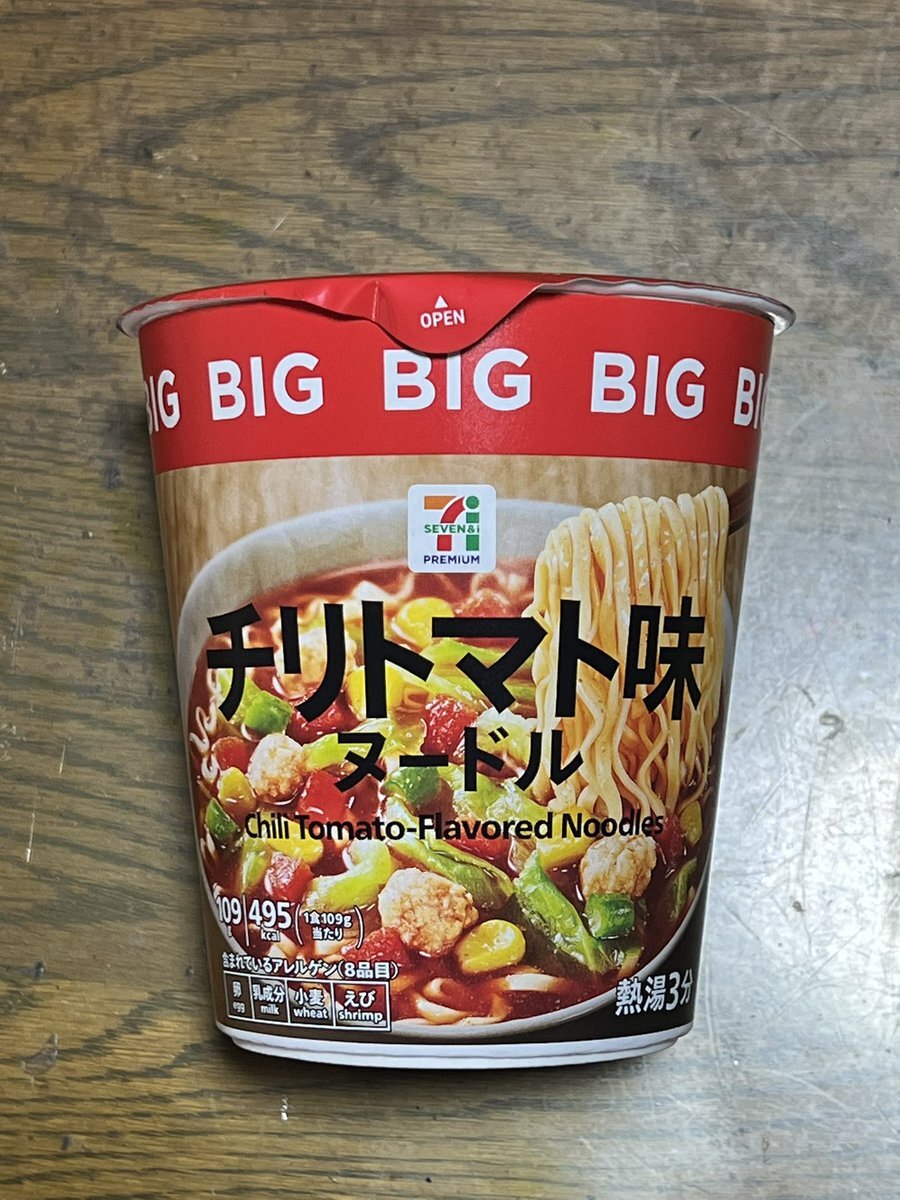 ▲
OPEN
BIG BIG BIG BIG BI
SEVEN&i
PREMIUM
チリトマト味
ヌードル
Chili Tomato-Flavored Noodles
109g 495kcal (1食109g当たり)
含まれているアレルゲン(8品目)
卵 乳成分 小麦 えび
egg milk wheat shrimp
熱湯3分